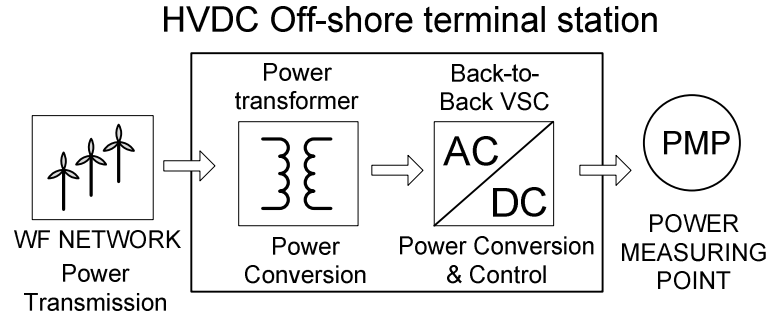 HVDC Off-shore terminal station
Power
transformer
Back-to-
Back VSC
AC
DC
PMP
WF NETWORK
Power
Transmission
Power
Conversion
Power Conversion
& Control
POWER
MEASURING
POINT